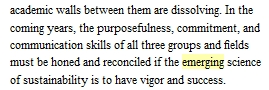 academic walls between them are dissolving. In the
coming years, the purposefulness, commitment, and
communication skills of all three groups and fields
must be honed and reconciled if the emerging science
of sustainability is to have vigor and success.